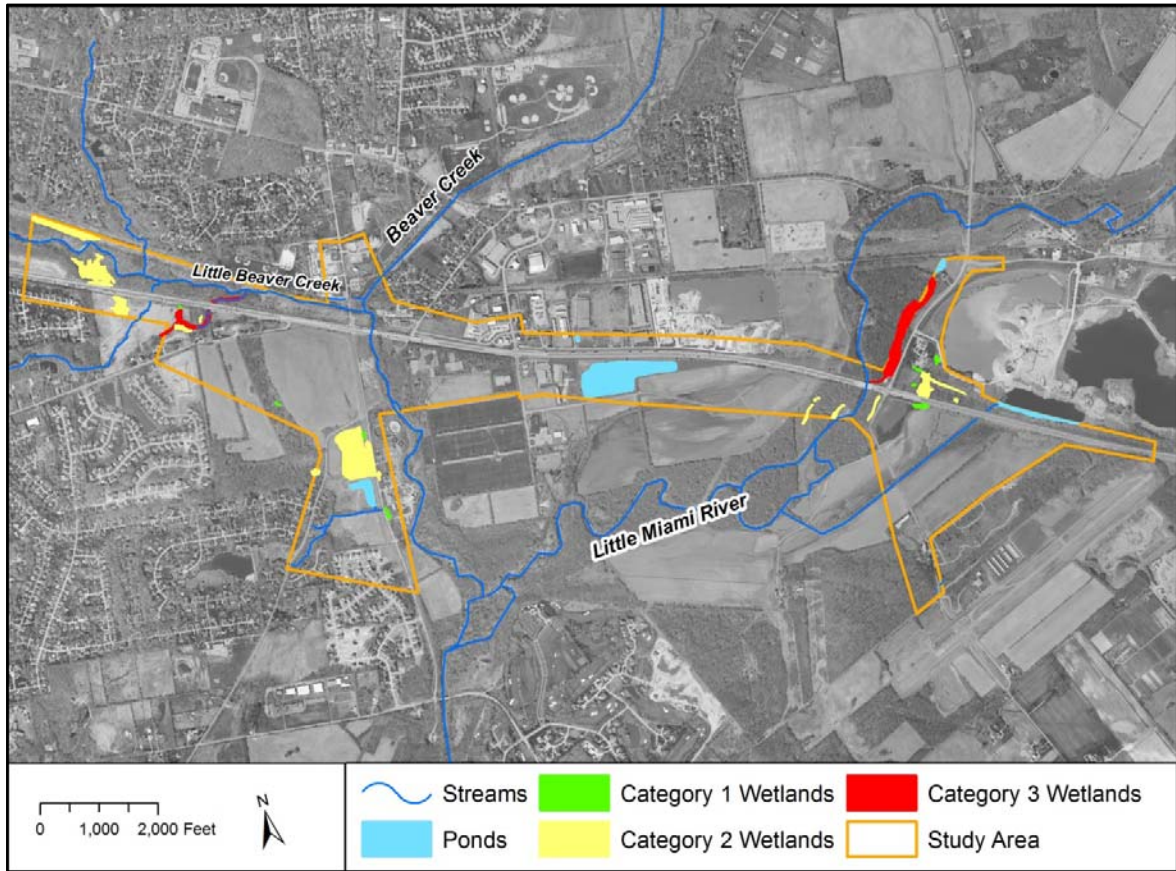 Beaver Creek
Little Beaver Creek
Little Miami River
0 1,000 2,000 Feet
N
Streams
Ponds
Category 1 Wetlands
Category 2 Wetlands
Category 3 Wetlands
Study Area